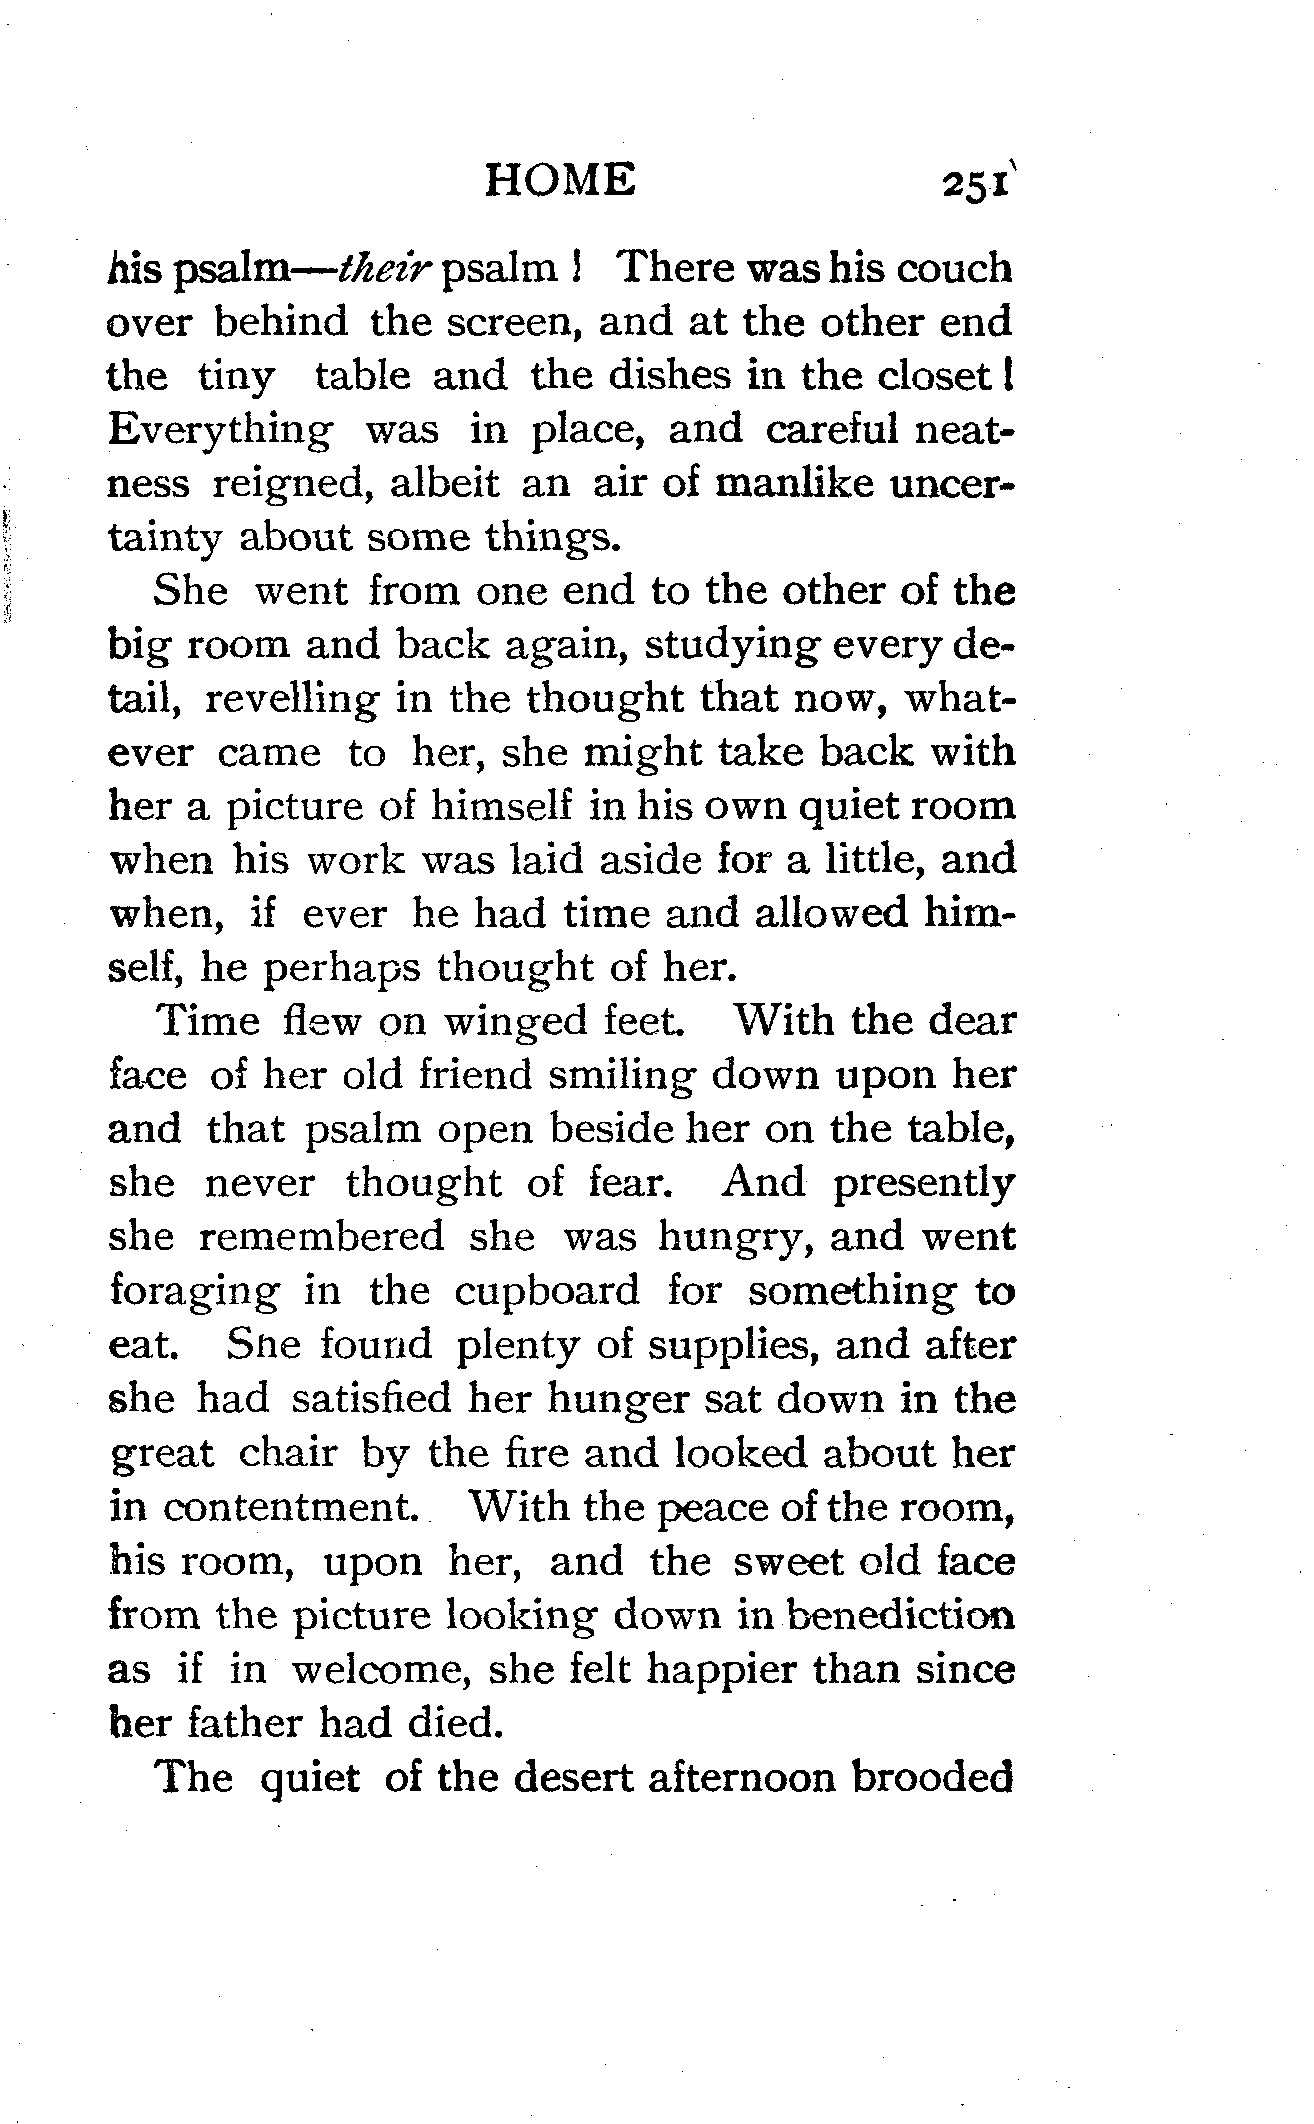 HOME 251
his psalm—their psalm! There was his couch
over behind the screen, and at the other end
the tiny table and the dishes in the closet!
Everything was in place, and careful neat-
ness reigned, albeit an air of manlike uncer-
tainty about some things.
She went from one end to the other of the
big room and back again, studying every de-
tail, revelling in the thought that now, what-
ever came to her, she might take back with
her a picture of himself in his own quiet room
when his work was laid aside for a little, and
when, if ever he had time and allowed him-
self, he perhaps thought of her.
Time flew on winged feet. With the dear
face of her old friend smiling down upon her
and that psalm open beside her on the table,
she never thought of fear. And presently
she remembered she was hungry, and went
foraging in the cupboard for something to
eat. She found plenty of supplies, and after
she had satisfied her hunger sat down in the
great chair by the fire and looked about her
in contentment. With the peace of the room,
his room, upon her, and the sweet old face
from the picture looking down in benediction
as if in welcome, she felt happier than since
her father had died.
The quiet of the desert afternoon brooded